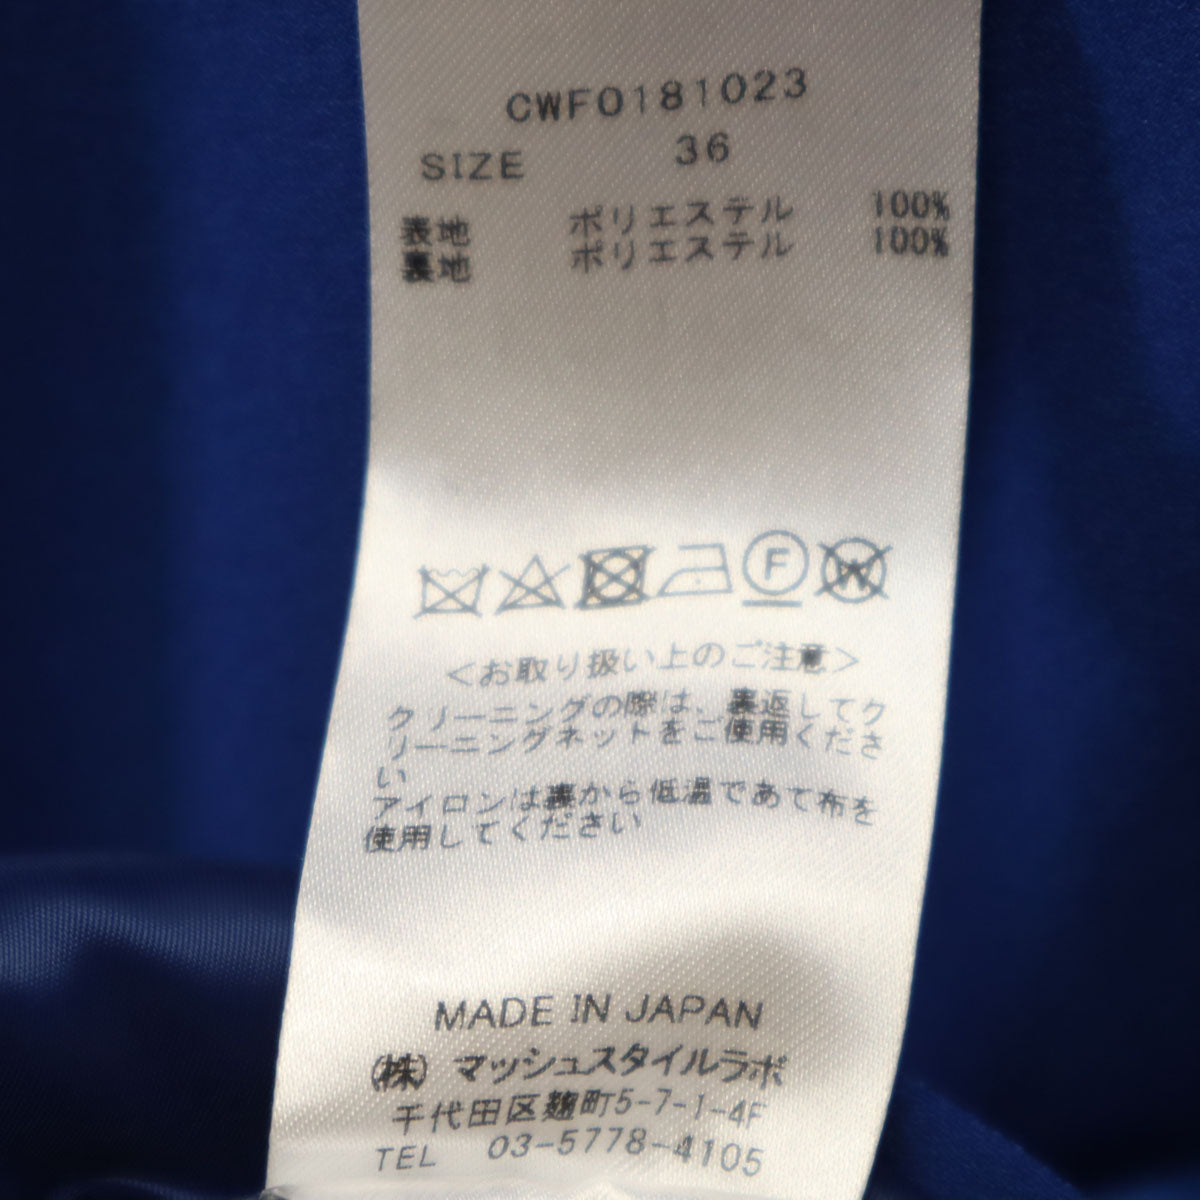 CWFO181023
SIZE 36
表地 ポリエステル 100%
裏地 ポリエステル 100%
F W
＜お取り扱い上のご注意＞
クリーニングの際は、裏返してク
リーニングネットをご使用くださ
い
アイロンは裏から低温であて布を
使用してください
MADE IN JAPAN
(株) マッシュスタイルラボ
千代田区麹町5-7-1-4F
TEL 03-5778-4105